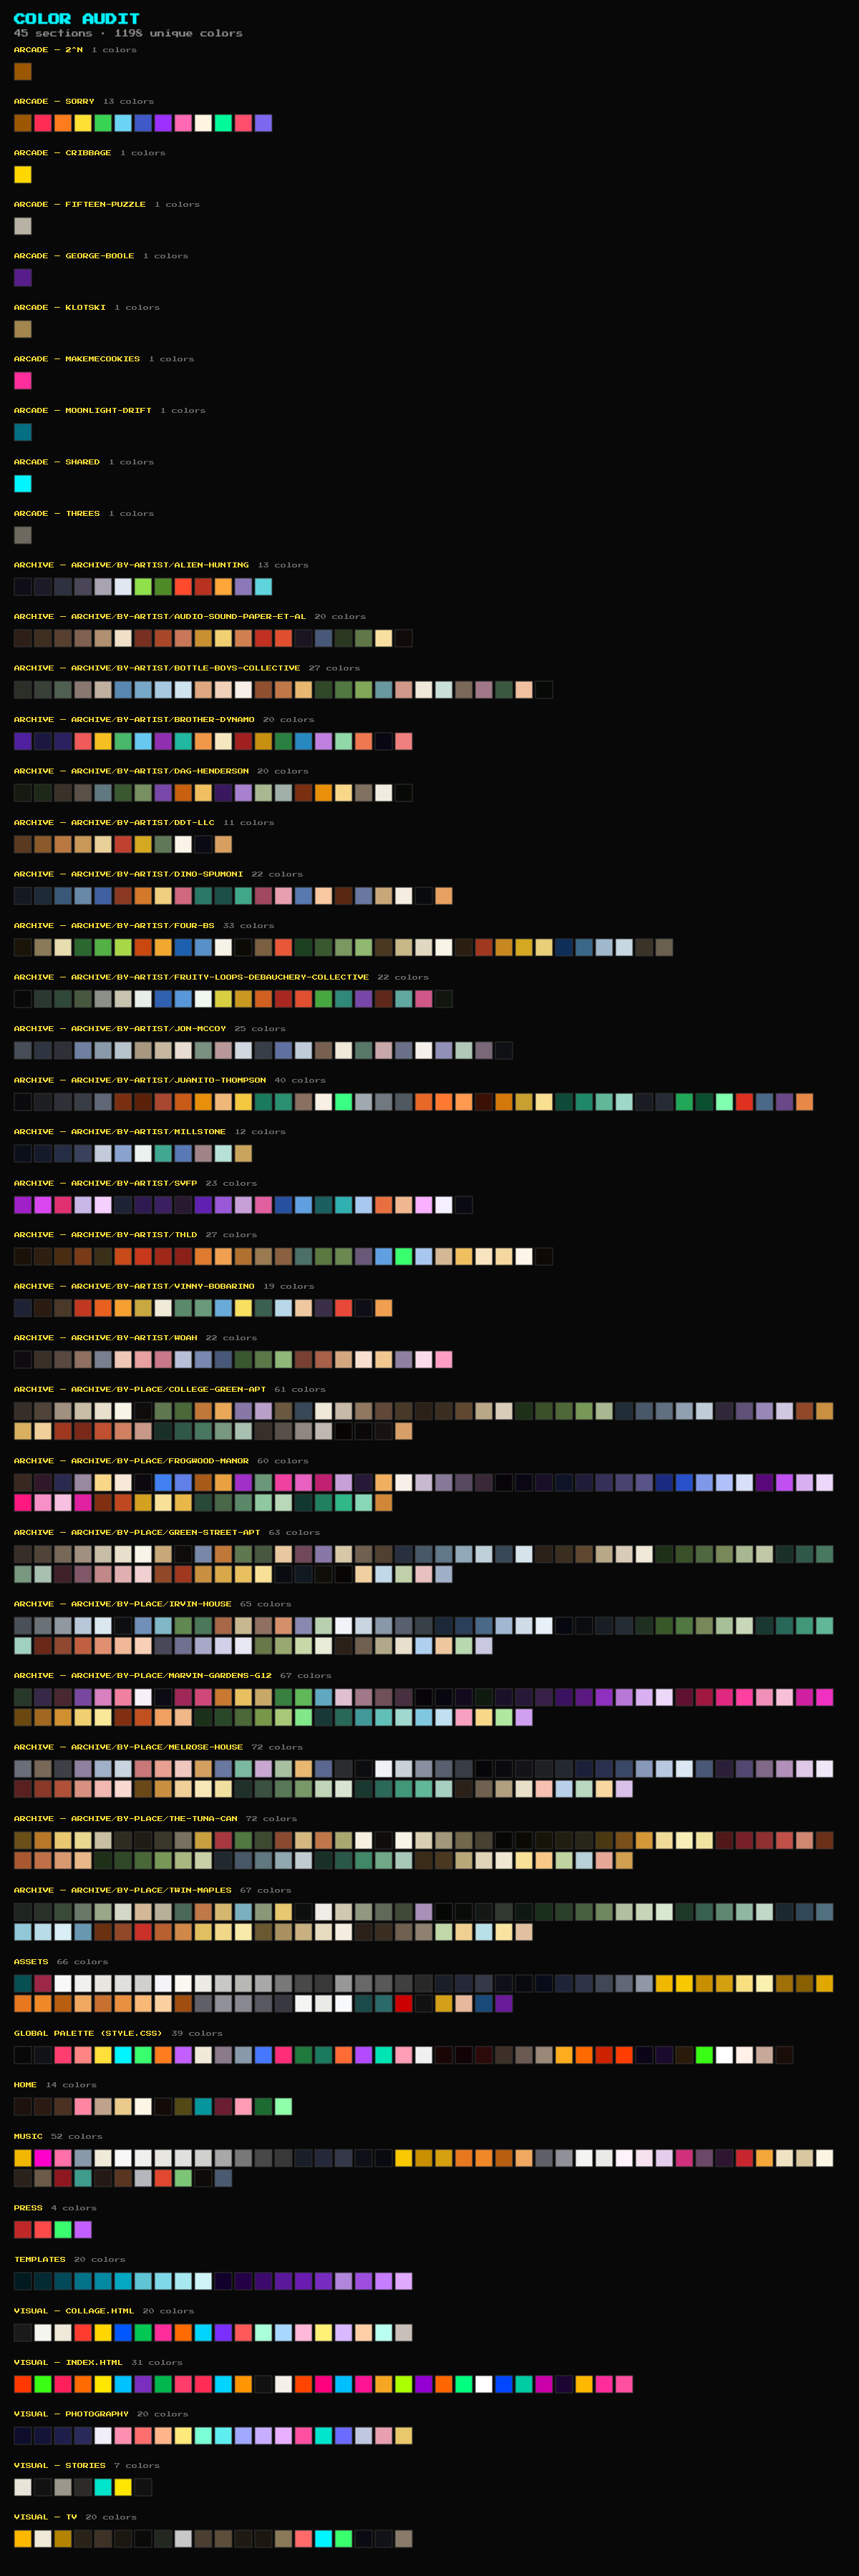 COLOR AUDIT
45 sections · 1198 unique colors
ARCADE — 2^N 1 colors
ARCADE — SORRY 13 colors
ARCADE — CRIBBAGE 1 colors
ARCADE — FIFTEEN-PUZZLE 1 colors
ARCADE — GEORGE-BOOLE 1 colors
ARCADE — KLOTSKI 1 colors
ARCADE — MAKEMECOOKIES 1 colors
ARCADE — MOONLIGHT-DRIFT 1 colors
ARCADE — SHARED 1 colors
ARCADE — THREES 1 colors
ARCHIVE — ARCHIVE/BY-ARTIST/ALIEN-HUNTING 13 colors
ARCHIVE — ARCHIVE/BY-ARTIST/AUDIO-SOUND-PAPER-ET-AL 20 colors
ARCHIVE — ARCHIVE/BY-ARTIST/BOTTLE-BOYS-COLLECTIVE 27 colors
ARCHIVE — ARCHIVE/BY-ARTIST/BROTHER-DYNAMO 20 colors
ARCHIVE — ARCHIVE/BY-ARTIST/DAG-HENDERSON 20 colors
ARCHIVE — ARCHIVE/BY-ARTIST/DDT-LLC 11 colors
ARCHIVE — ARCHIVE/BY-ARTIST/DINO-SPUMONI 22 colors
ARCHIVE — ARCHIVE/BY-ARTIST/FOUR-BS 33 colors
ARCHIVE — ARCHIVE/BY-ARTIST/FRUITY-LOOPS-DEBAUCHERY-COLLECTIVE 22 colors
ARCHIVE — ARCHIVE/BY-ARTIST/JON-MCCOY 25 colors
ARCHIVE — ARCHIVE/BY-ARTIST/JUANITO-THOMPSON 40 colors
ARCHIVE — ARCHIVE/BY-ARTIST/MILLSTONE 12 colors
ARCHIVE — ARCHIVE/BY-ARTIST/SVFP 23 colors
ARCHIVE — ARCHIVE/BY-ARTIST/THLD 27 colors
ARCHIVE — ARCHIVE/BY-ARTIST/VINNY-BOBARINO 19 colors
ARCHIVE — ARCHIVE/BY-ARTIST/WOAH 22 colors
ARCHIVE — ARCHIVE/BY-PLACE/COLLEGE-GREEN-APT 61 colors
ARCHIVE — ARCHIVE/BY-PLACE/FROGWOOD-MANOR 60 colors
ARCHIVE — ARCHIVE/BY-PLACE/GREEN-STREET-APT 63 colors
ARCHIVE — ARCHIVE/BY-PLACE/IRVIN-HOUSE 65 colors
ARCHIVE — ARCHIVE/BY-PLACE/MARVIN-GARDENS-G12 67 colors
ARCHIVE — ARCHIVE/BY-PLACE/MELROSE-HOUSE 72 colors
ARCHIVE — ARCHIVE/BY-PLACE/THE-TUNA-CAN 72 colors
ARCHIVE — ARCHIVE/BY-PLACE/TWIN-MAPLES 67 colors
ASSETS 66 colors
GLOBAL PALETTE (STYLE.CSS) 39 colors
HOME 14 colors
MUSIC 52 colors
PRESS 4 colors
TEMPLATES 20 colors
VISUAL — COLLAGE.HTML 20 colors
VISUAL — INDEX.HTML 31 colors
VISUAL — PHOTOGRAPHY 20 colors
VISUAL — STORIES 7 colors
VISUAL — TV 20 colors